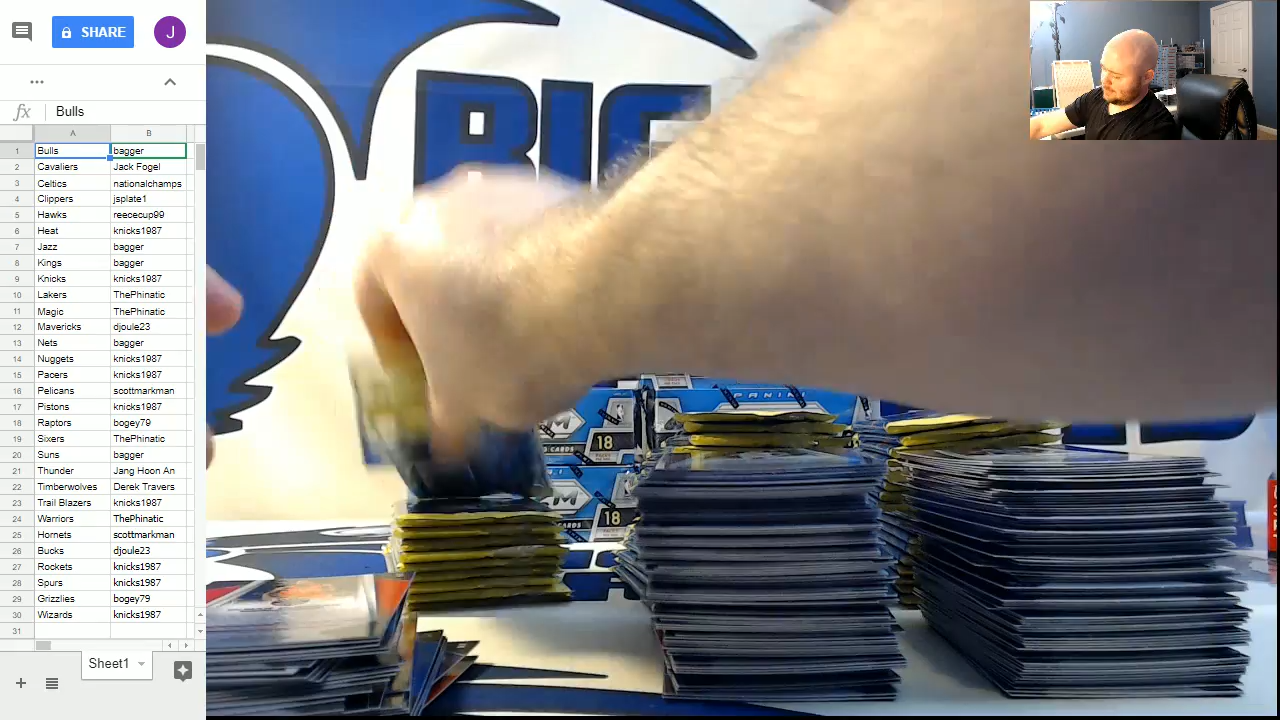 SHARE
J
...
fx Bulls
A B
1 Bulls bagger
2 Cavaliers Jack Fogel
3 Celtics nationalchamps
4 Clippers jsplate1
5 Hawks reececup99
6 Heat knicks1987
7 Jazz bagger
8 Kings bagger
9 Knicks knicks1987
10 Lakers ThePhinatic
11 Magic ThePhinatic
12 Mavericks djoule23
13 Nets bagger
14 Nuggets knicks1987
15 Pacers knicks1987
16 Pelicans scottmarkman
17 Pistons knicks1987
18 Raptors bogey79
19 Sixers ThePhinatic
20 Suns bagger
21 Thunder Jang Hoon An
22 Timberwolves Derek Travers
23 Trail Blazers knicks1987
24 Warriors ThePhinatic
25 Hornets scottmarkman
26 Bucks djoule23
27 Rockets knicks1987
28 Spurs knicks1987
29 Grizzlies bogey79
30 Wizards knicks1987
31
Sheet1
BIG
PANINI
18
CARDS
18